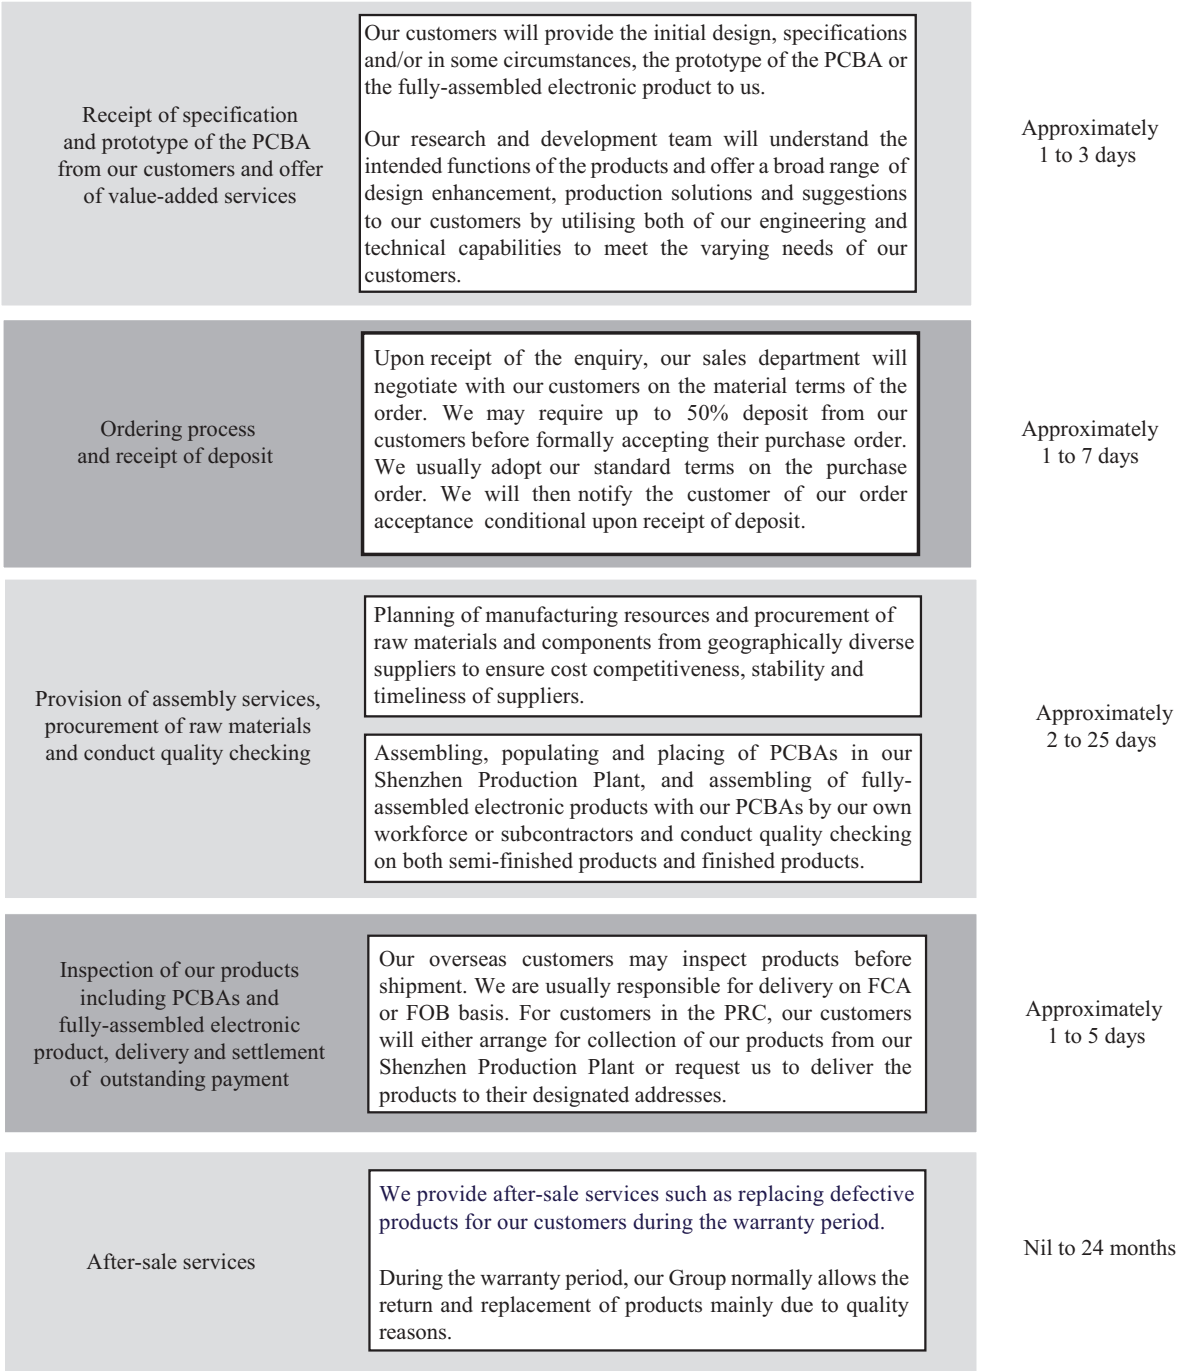 Receipt of specification
and prototype of the PCBA
from our customers and offer
of value-added services
Our customers will provide the initial design, specifications
and/or in some circumstances, the prototype of the PCBA or
the fully-assembled electronic product to us.
Our research and development team will understand the
intended functions of the products and offer a broad range of
design enhancement, production solutions and suggestions
to our customers by utilising both of our engineering and
technical capabilities to meet the varying needs of our
customers.
Approximately
1 to 3 days
Ordering process
and receipt of deposit
Upon receipt of the enquiry, our sales department will
negotiate with our customers on the material terms of the
order. We may require up to 50% deposit from our
customers before formally accepting their purchase order.
We usually adopt our standard terms on the purchase
order. We will then notify the customer of our order
acceptance conditional upon receipt of deposit.
Approximately
1 to 7 days
Provision of assembly services,
procurement of raw materials
and conduct quality checking
Planning of manufacturing resources and procurement of
raw materials and components from geographically diverse
suppliers to ensure cost competitiveness, stability and
timeliness of suppliers.
Assembling, populating and placing of PCBAs in our
Shenzhen Production Plant, and assembling of fully-
assembled electronic products with our PCBAs by our own
workforce or subcontractors and conduct quality checking
on both semi-finished products and finished products.
Approximately
2 to 25 days
Inspection of our products
including PCBAs and
fully-assembled electronic
product, delivery and settlement
of outstanding payment
Our overseas customers may inspect products before
shipment. We are usually responsible for delivery on FCA
or FOB basis. For customers in the PRC, our customers
will either arrange for collection of our products from our
Shenzhen Production Plant or request us to deliver the
products to their designated addresses.
Approximately
1 to 5 days
After-sale services
We provide after-sale services such as replacing defective
products for our customers during the warranty period.
During the warranty period, our Group normally allows the
return and replacement of products mainly due to quality
reasons.
Nil to 24 months